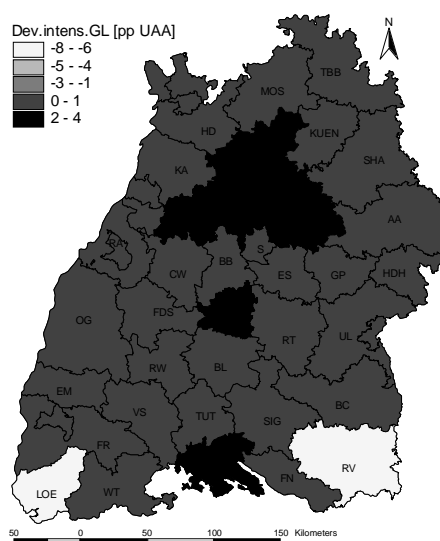 Dev.intens.GL [pp UAA]
-8 - -6
-5 - -4
-3 - -1
0 - 1
2 - 4
N
TBB
MOS
HD
KUEN
KA
SHA
AA
RA
S
BB
CW
ES
GP
HDH
OG
FDS
RT
UL
RW
BL
EM
BC
VS
TUT
SIG
FR
RV
LOE
WT
FN
50 0 50 100 150 Kilometers